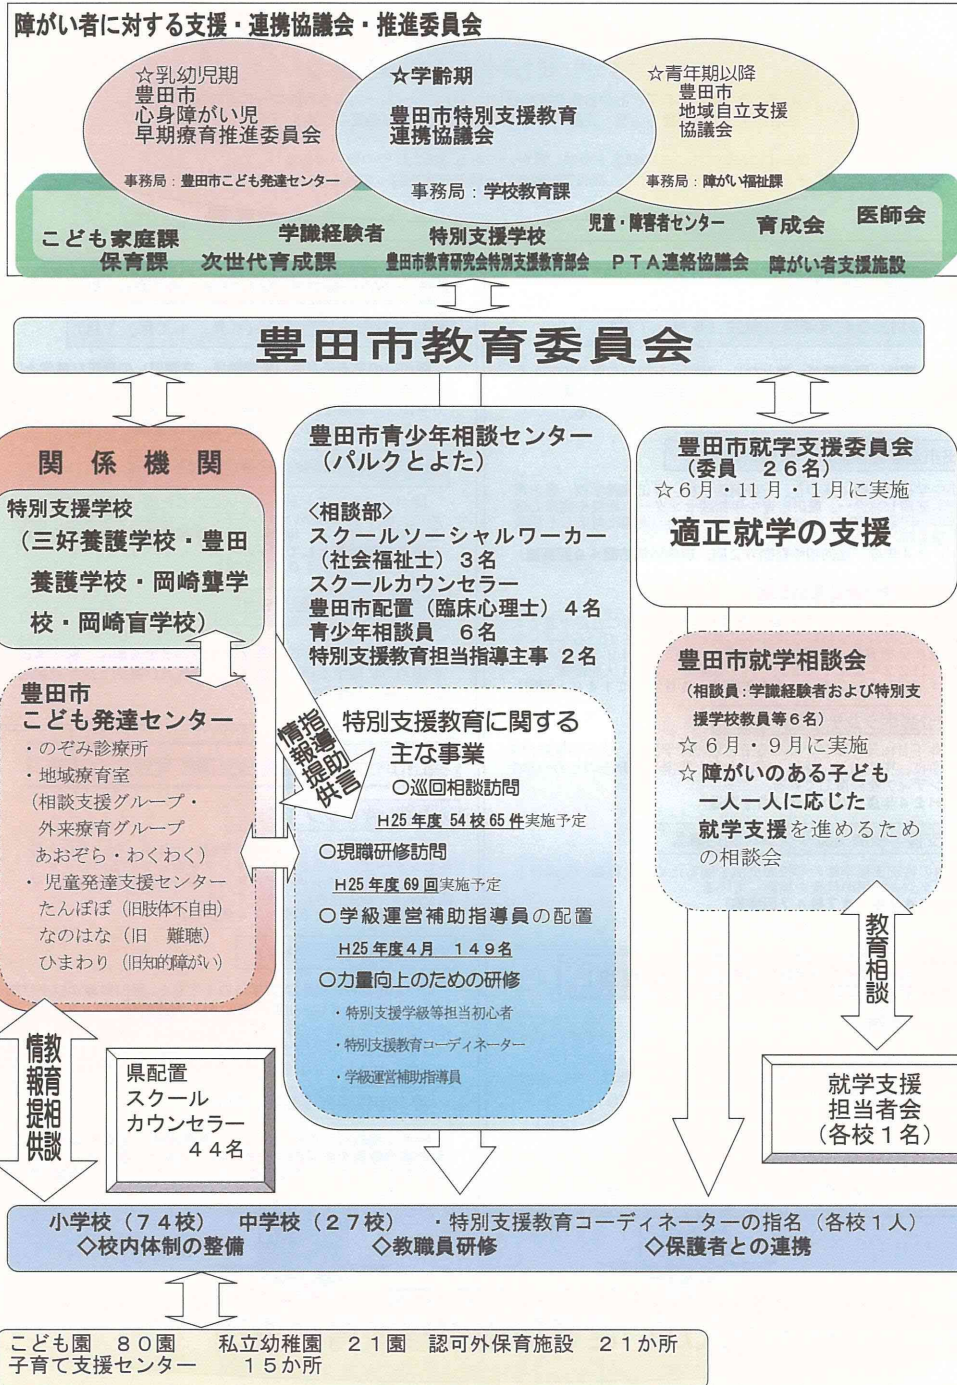 障がい者に対する支援・連携協議会・推進委員会
☆乳幼児期
豊田市
心身障がい児
早期療育推進委員会
事務局：豊田市こども発達センター
☆学齢期
豊田市特別支援教育
連携協議会
事務局：学校教育課
☆青年期以降
豊田市
地域自立支援
協議会
事務局：障がい福祉課
こども家庭課
学識経験者
特別支援学校
児童・障害者センター
育成会
医師会
保育課
次世代育成課
豊田市教育研究会特別支援教育部会
PTA連絡協議会
障がい者支援施設
豊田市教育委員会
関係機関
特別支援学校
（三好養護学校・豊田
養護学校・岡崎聾学
校・岡崎盲学校）
豊田市
こども発達センター
・のぞみ診療所
・地域療育室
（相談支援グループ・
外来療育グループ
あおぞら・わくわく）
・児童発達支援センター
たんぽぽ（旧肢体不自由）
なのはな（旧　難聴）
ひまわり（旧知的障がい）
豊田市青少年相談センター
（パルクとよた）
〈相談部〉
スクールソーシャルワーカー
（社会福祉士）３名
スクールカウンセラー
豊田市配置（臨床心理士）４名
青少年相談員　６名
特別支援教育担当指導主事　２名
指導助言
情報提供
特別支援教育に関する
主な事業
○巡回相談訪問
H25年度 54校65件実施予定
○現職研修訪問
H25年度69回実施予定
○学級運営補助指導員の配置
H25年度4月　１４９名
○力量向上のための研修
・特別支援学級等担当初心者
・特別支援教育コーディネーター
・学級運営補助指導員
豊田市就学支援委員会
（委員　２６名）
☆６月・11月・１月に実施
適正就学の支援
豊田市就学相談会
（相談員：学識経験者および特別支
援学校教員等６名）
☆６月・９月に実施
☆障がいのある子ども
一人一人に応じた
就学支援を進めるため
の相談会
教育相談
就学支援
担当者会
（各校１名）
教育相談
情報提供
県配置
スクール
カウンセラー
４４名
小学校（７４校）　中学校（２７校）　・特別支援教育コーディネーターの指名（各校１人）
◇校内体制の整備　◇教職員研修　◇保護者との連携
こども園　８０園　私立幼稚園　２１園　認可外保育施設　２１か所
子育て支援センター　１５か所